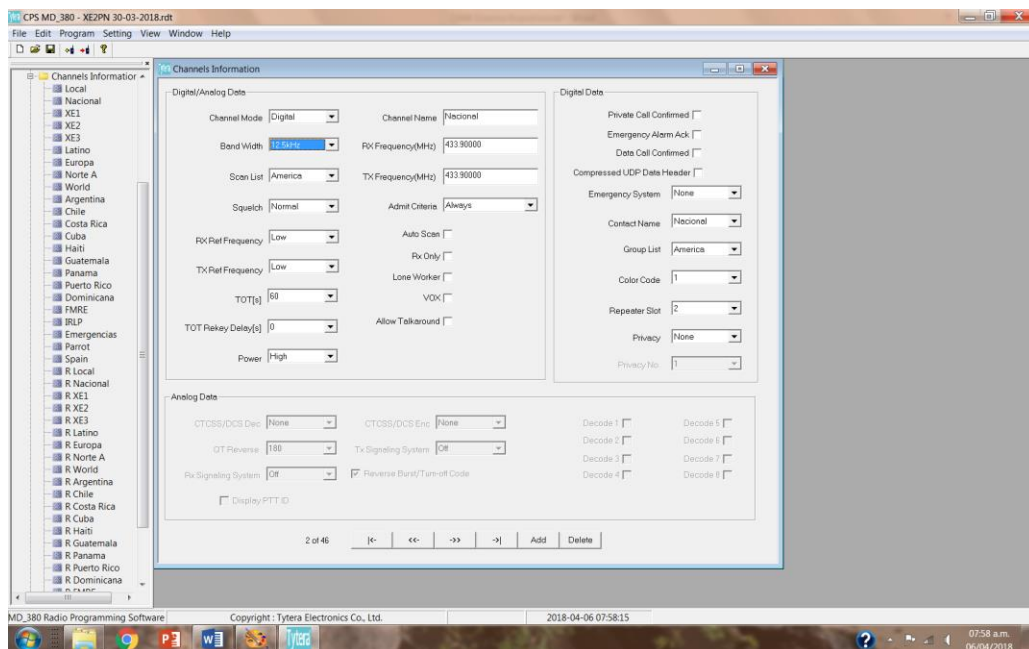 CPS MD_380 - XE2PN 30-03-2018.rdt
File Edit Program Setting View Window Help
Channels Informatior
Local
Nacional
XE1
XE2
XE3
Latino
Europa
Norte A
World
Argentina
Chile
Costa Rica
Cuba
Haiti
Guatemala
Panama
Puerto Rico
Dominicana
FMRE
IRLP
Emergencias
Parrot
Spain
R Local
R Nacional
R XE1
R XE2
R XE3
R Latino
R Europa
R Norte A
R World
R Argentina
R Chile
R Costa Rica
R Cuba
R Haiti
R Guatemala
R Panama
R Puerto Rico
R Dominicana
Channels Information
Digital/Analog Data
Channel Mode Digital
Band Width 12.5kHz
Scan List America
Squelch Normal
RX Ref Frequency Low
TX Ref Frequency Low
TOT[s] 60
TOT Rekey Delay[s] 0
Power High
Channel Name Nacional
RX Frequency(MHz) 433.90000
TX Frequency(MHz) 433.90000
Admit Criteria Always
Auto Scan
Rx Only
Lone Worker
VOX
Allow Talkaround
Digital Data
Private Call Confirmed
Emergency Alarm Ack
Data Call Confirmed
Compressed UDP Data Header
Emergency System None
Contact Name Nacional
Group List America
Color Code 1
Repeater Slot 2
Privacy None
Privacy No. 1
Analog Data
CTCSS/DCS Dec None
QT Reverse 180
Rx Signaling System Off
Display PTT ID
CTCSS/DCS Enc None
Tx Signaling System Off
Reverse Burst/Turn-off Code
Decode 1
Decode 2
Decode 3
Decode 4
Decode 5
Decode 6
Decode 7
Decode 8
2 of 46 |<- <<- ->> ->| Add Delete
MD_380 Radio Programming Software Copyright : Tytera Electronics Co., Ltd. 2018-04-06 07:58:15
Tytera
07:58 a.m.
06/04/2018